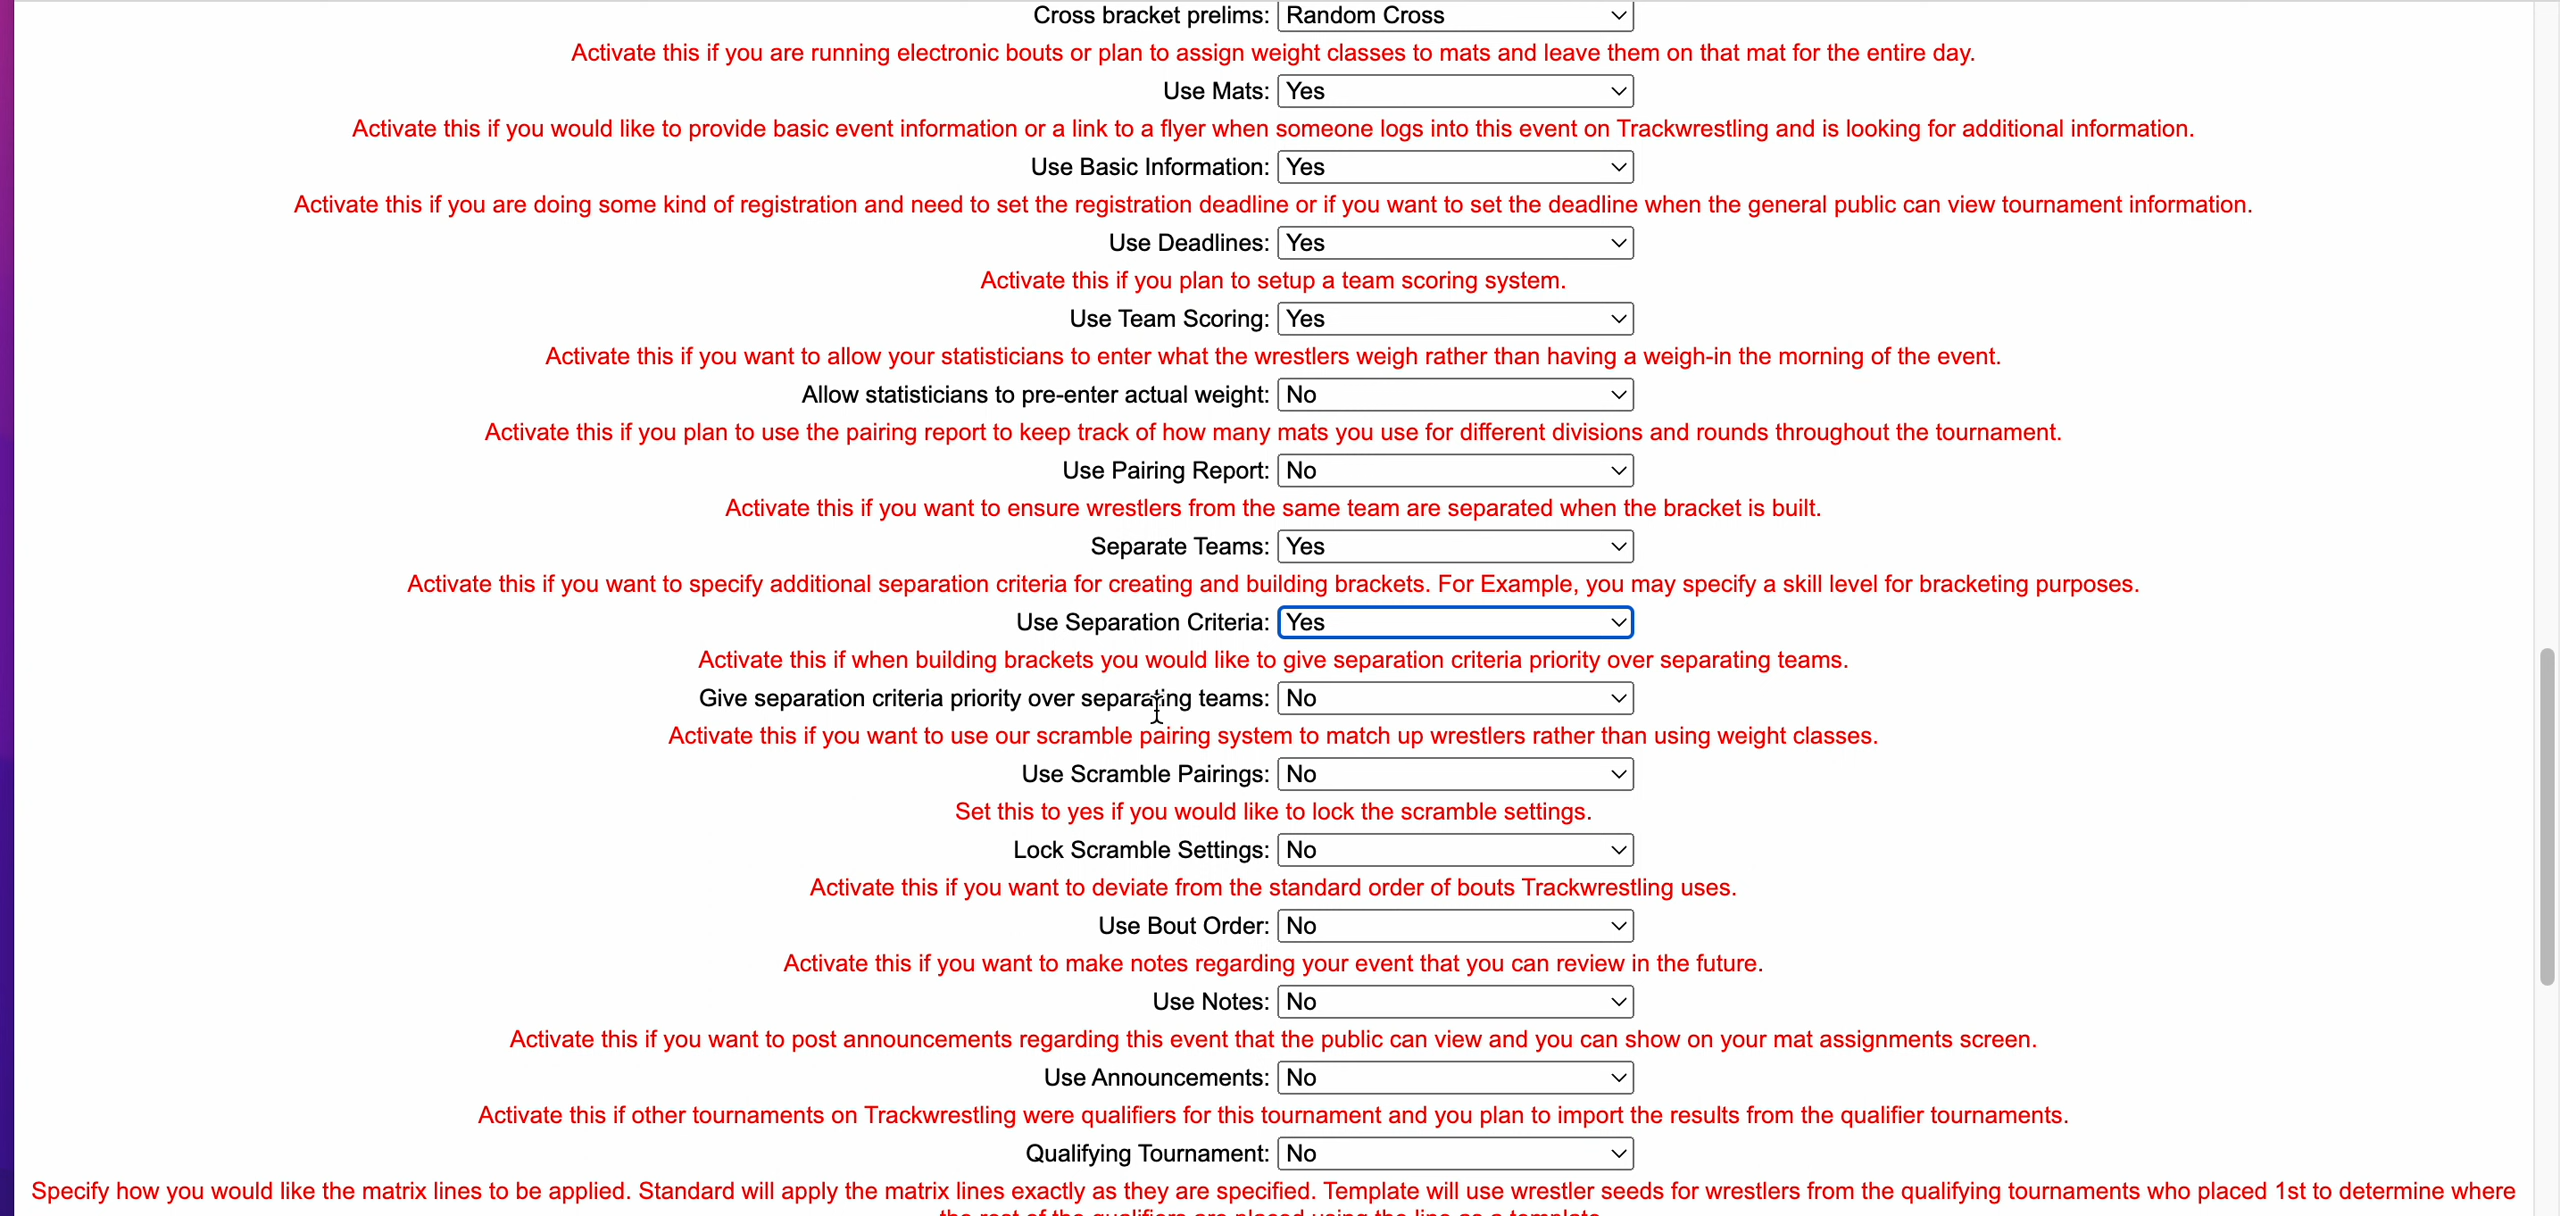 Cross bracket prelims: Random Cross
Activate this if you are running electronic bouts or plan to assign weight classes to mats and leave them on that mat for the entire day.
Use Mats: Yes
Activate this if you would like to provide basic event information or a link to a flyer when someone logs into this event on Trackwrestling and is looking for additional information.
Use Basic Information: Yes
Activate this if you are doing some kind of registration and need to set the registration deadline or if you want to set the deadline when the general public can view tournament information.
Use Deadlines: Yes
Activate this if you plan to setup a team scoring system.
Use Team Scoring: Yes
Activate this if you want to allow your statisticians to enter what the wrestlers weigh rather than having a weigh-in the morning of the event.
Allow statisticians to pre-enter actual weight: No
Activate this if you plan to use the pairing report to keep track of how many mats you use for different divisions and rounds throughout the tournament.
Use Pairing Report: No
Activate this if you want to ensure wrestlers from the same team are separated when the bracket is built.
Separate Teams: Yes
Activate this if you want to specify additional separation criteria for creating and building brackets. For Example, you may specify a skill level for bracketing purposes.
Use Separation Criteria: Yes
Activate this if when building brackets you would like to give separation criteria priority over separating teams.
Give separation criteria priority over separating teams: No
Activate this if you want to use our scramble pairing system to match up wrestlers rather than using weight classes.
Use Scramble Pairings: No
Set this to yes if you would like to lock the scramble settings.
Lock Scramble Settings: No
Activate this if you want to deviate from the standard order of bouts Trackwrestling uses.
Use Bout Order: No
Activate this if you want to make notes regarding your event that you can review in the future.
Use Notes: No
Activate this if you want to post announcements regarding this event that the public can view and you can show on your mat assignments screen.
Use Announcements: No
Activate this if other tournaments on Trackwrestling were qualifiers for this tournament and you plan to import the results from the qualifier tournaments.
Qualifying Tournament: No
Specify how you would like the matrix lines to be applied. Standard will apply the matrix lines exactly as they are specified. Template will use wrestler seeds for wrestlers from the qualifying tournaments who placed 1st to determine where
the rest of the qualifiers are placed using the line as a template.